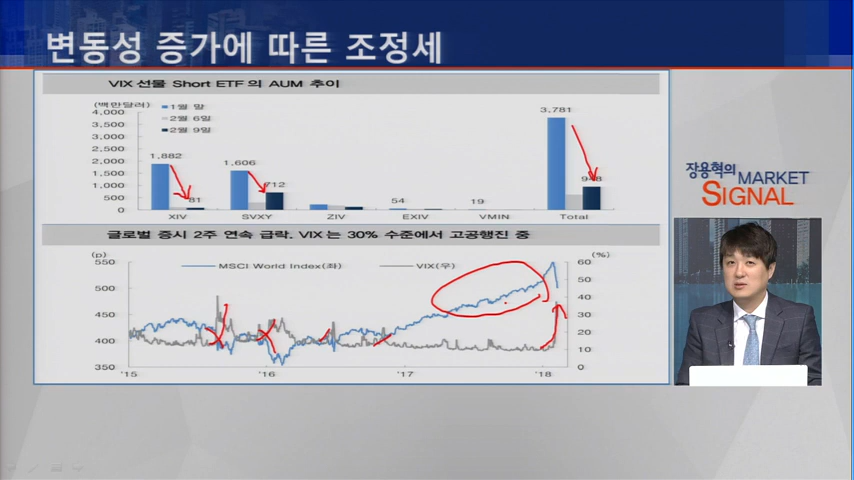 변동성 증가에 따른 조정세
VIX 선물 Short ETF 의 AUM 추이
(백만달러)
1월 말
2월 6일
2월 9일
4,000
3,500
3,000
2,500
2,000
1,500
1,000
500
0
1,882
81
1,606
712
54
19
3,781
948
XIV
SVXY
ZIV
EXIV
VMIN
Total
글로벌 증시 2주 연속 급락. VIX 는 30% 수준에서 고공행진 중
(p)
(%)
MSCI World Index(좌)
VIX(우)
550
500
450
400
350
60
50
40
30
20
10
0
'15
'16
'17
'18
장용혁의
MARKET
SIGNAL